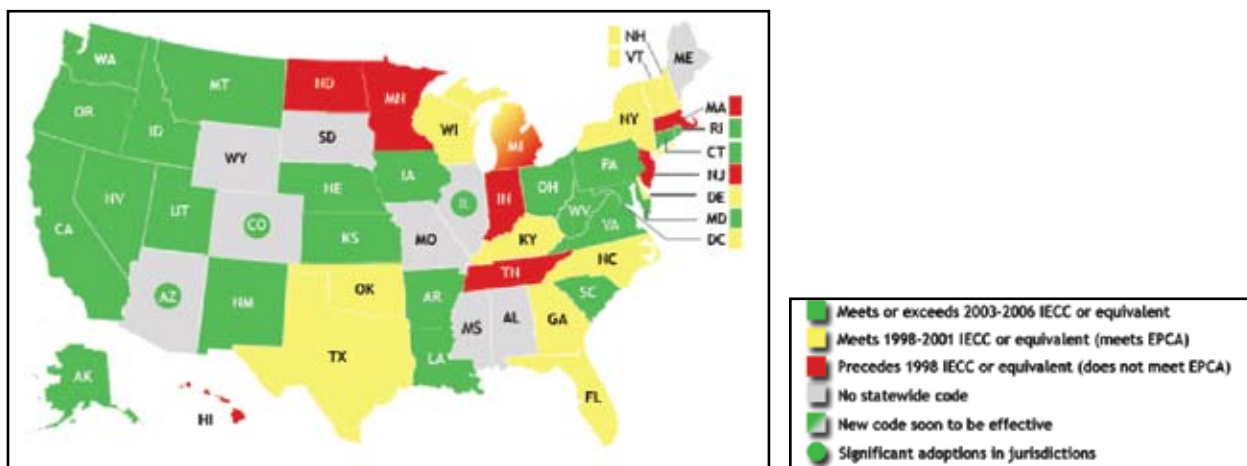 NH
VT
ME
WA
MT
ND
MN
OR
ID
SD
WI
NY
MA
RI
WY
MI
CT
IA
PA
NJ
NE
NV
UT
IL
IN
OH
DE
CO
WV
MD
CA
KS
MO
KY
VA
DC
TN
NC
AZ
NM
OK
AR
SC
MS
AL
GA
TX
LA
AK
FL
HI
Meets or exceeds 2003-2006 IECC or equivalent
Meets 1998-2001 IECC or equivalent (meets EPCA)
Precedes 1998 IECC or equivalent (does not meet EPCA)
No statewide code
New code soon to be effective
Significant adoptions in jurisdictions